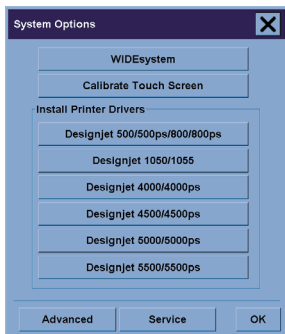 System Options
WIDEsystem
Calibrate Touch Screen
Install Printer Drivers
Designjet 500/500ps/800/800ps
Designjet 1050/1055
Designjet 4000/4000ps
Designjet 4500/4500ps
Designjet 5000/5000ps
Designjet 5500/5500ps
Advanced Service OK